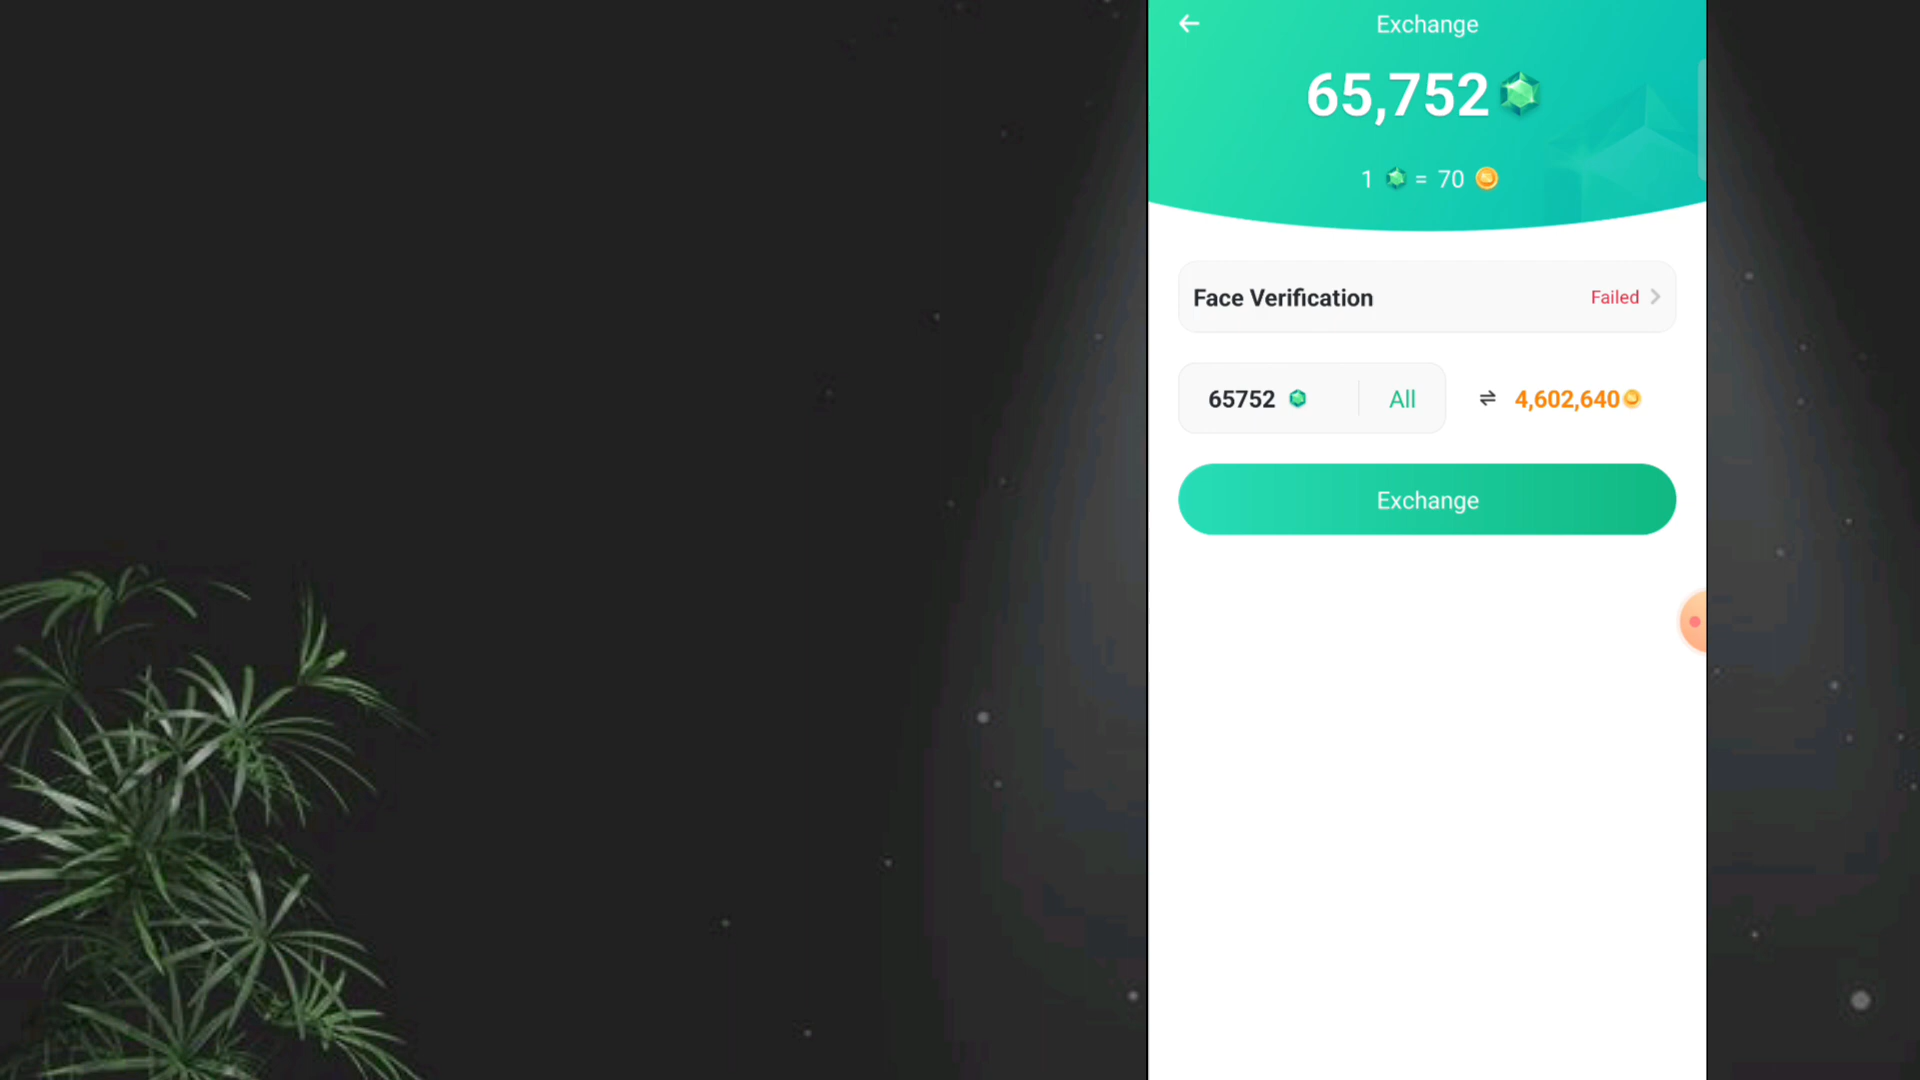 Exchange
65,752
1 = 70
Face Verification Failed
65752 All ⇌ 4,602,640
Exchange